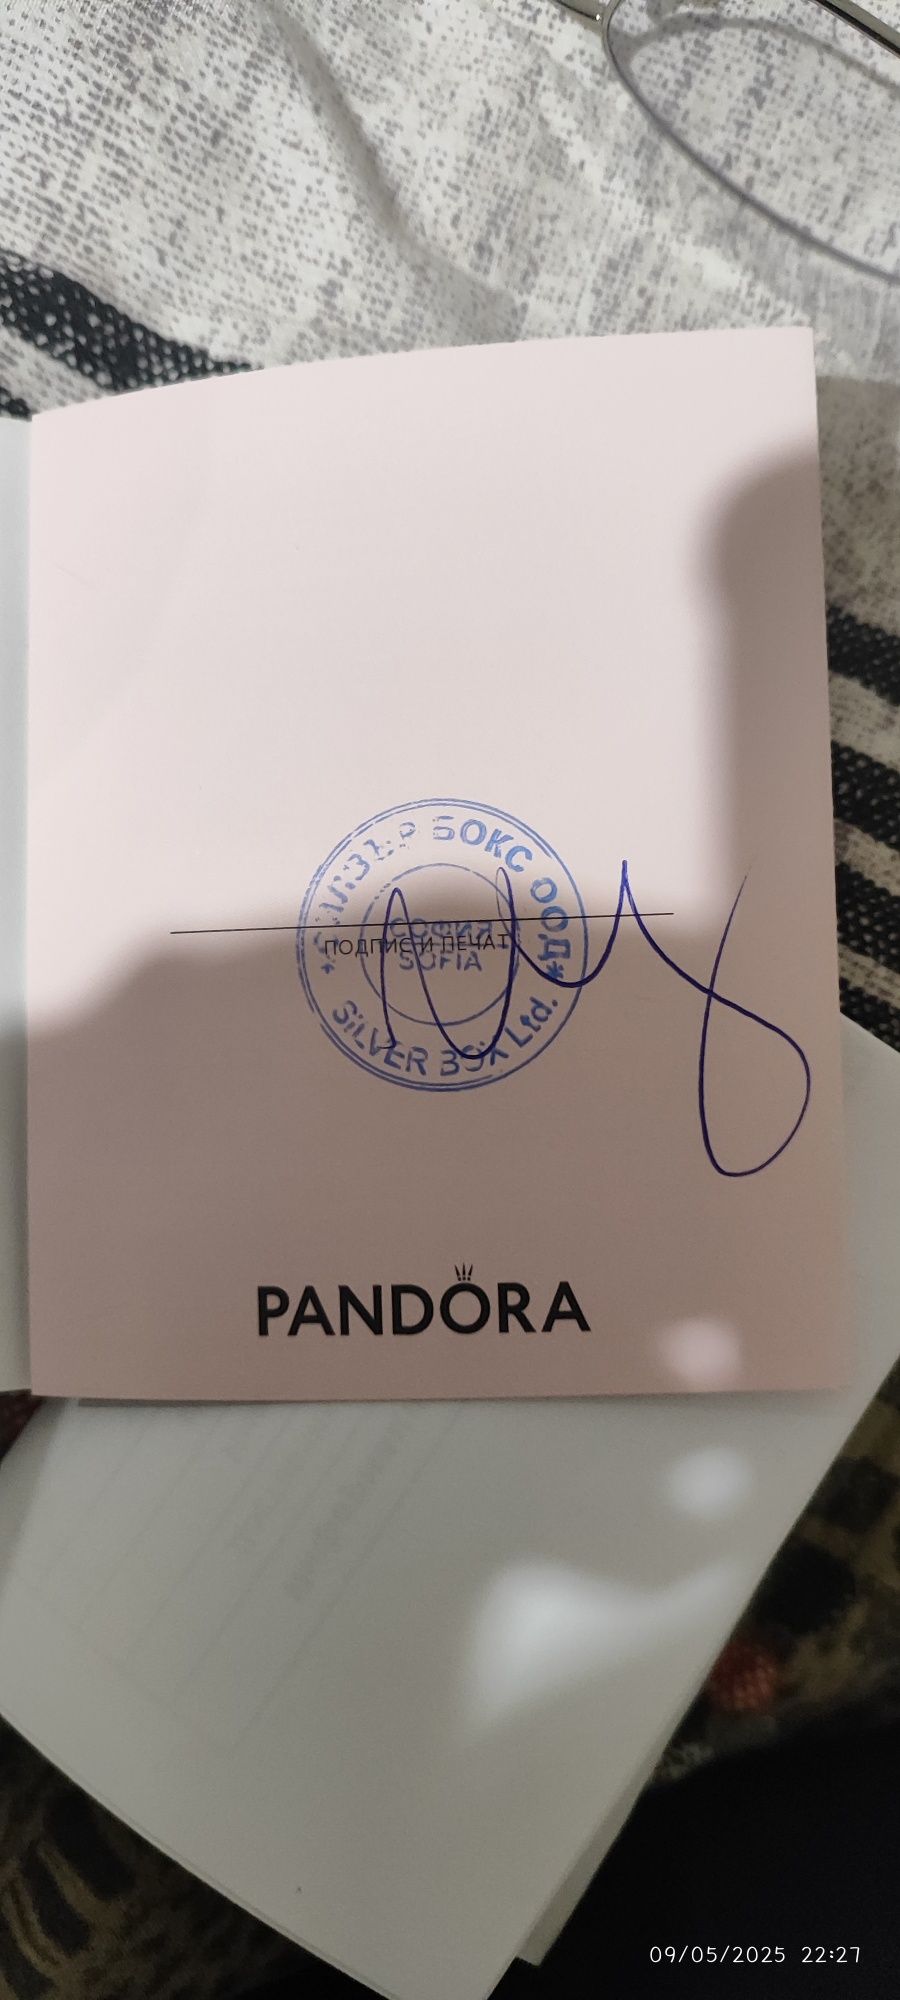 * СИЛВЪР БОКС ООД *
СОФИЯ
ПОДПИС И ПЕЧАТ
SOFIA
SILVER BOX Ltd.
PANDORA
09/05/2025 22:27